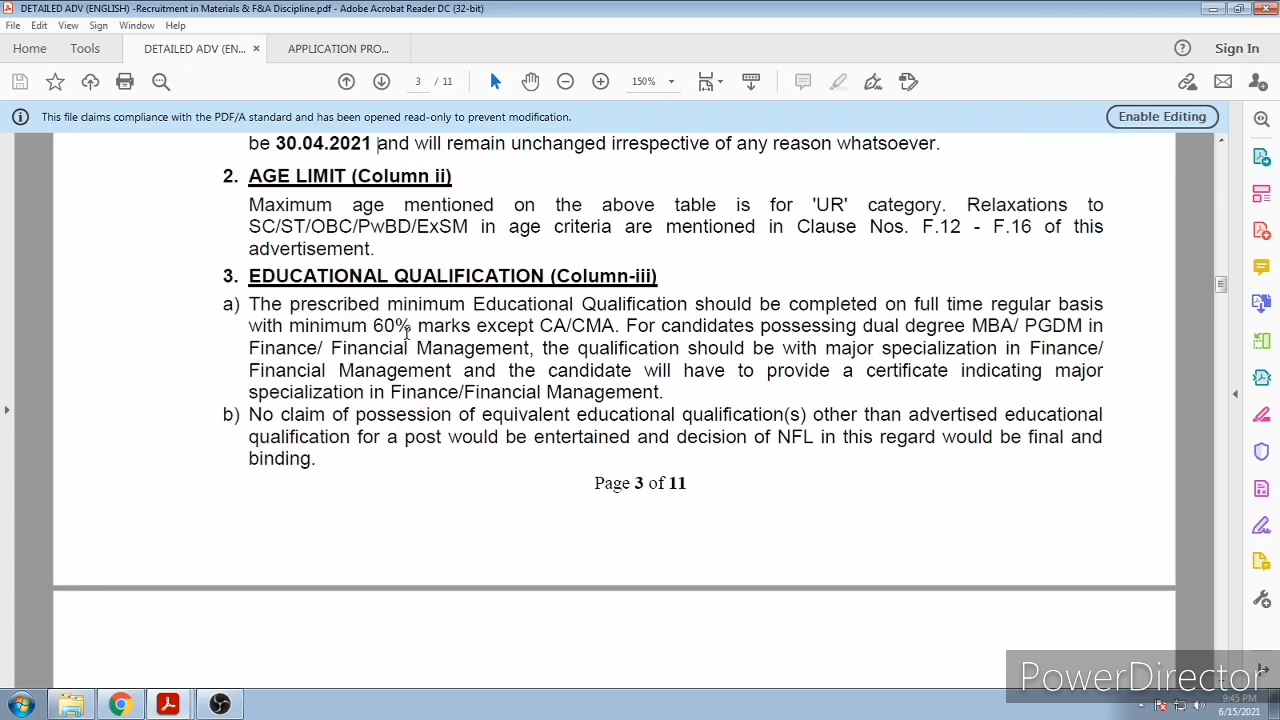 DETAILED ADV (ENGLISH) -Recruitment in Materials & F&A Discipline.pdf - Adobe Acrobat Reader DC (32-bit)
File Edit View Sign Window Help
Home Tools DETAILED ADV (EN... × APPLICATION PRO... Sign In
3 / 11 150%
This file claims compliance with the PDF/A standard and has been opened read-only to prevent modification. Enable Editing
be 30.04.2021 and will remain unchanged irrespective of any reason whatsoever.
2. AGE LIMIT (Column ii)
Maximum age mentioned on the above table is for 'UR' category. Relaxations to
SC/ST/OBC/PwBD/ExSM in age criteria are mentioned in Clause Nos. F.12 - F.16 of this
advertisement.
3. EDUCATIONAL QUALIFICATION (Column-iii)
a) The prescribed minimum Educational Qualification should be completed on full time regular basis
with minimum 60% marks except CA/CMA. For candidates possessing dual degree MBA/ PGDM in
Finance/ Financial Management, the qualification should be with major specialization in Finance/
Financial Management and the candidate will have to provide a certificate indicating major
specialization in Finance/Financial Management.
b) No claim of possession of equivalent educational qualification(s) other than advertised educational
qualification for a post would be entertained and decision of NFL in this regard would be final and
binding.
Page 3 of 11
PowerDirector
9:45 PM
6/15/2021